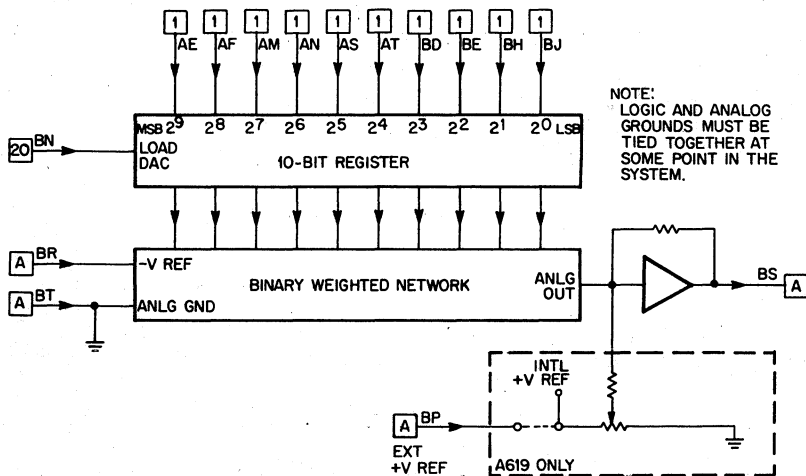 1 1 1 1 1 1 1 1 1 1
AE AF AM AN AS AT BD BE BH BJ
NOTE:
LOGIC AND ANALOG
GROUNDS MUST BE
TIED TOGETHER AT
SOME POINT IN THE
SYSTEM.
MSB 2⁹ 2⁸ 2⁷ 2⁶ 2⁵ 2⁴ 2³ 2² 2¹ 2⁰ LSB
20 BN
LOAD
DAC
10-BIT REGISTER
A BR
-V REF
BINARY WEIGHTED NETWORK
ANLG
OUT
BS A
A BT
ANLG GND
INTL
+V REF
A BP
EXT
+V REF
A619 ONLY